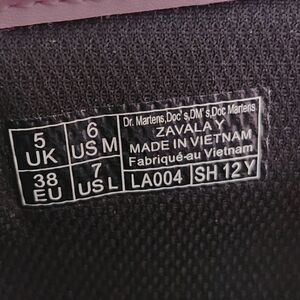 5 UK
6 US M
38 EU
7 US L
Dr. Martens,Doc's,DM's,Doc Martens
ZAVALA Y
MADE IN VIETNAM
Fabriqué au Vietnam
LA004
SH 12 Y